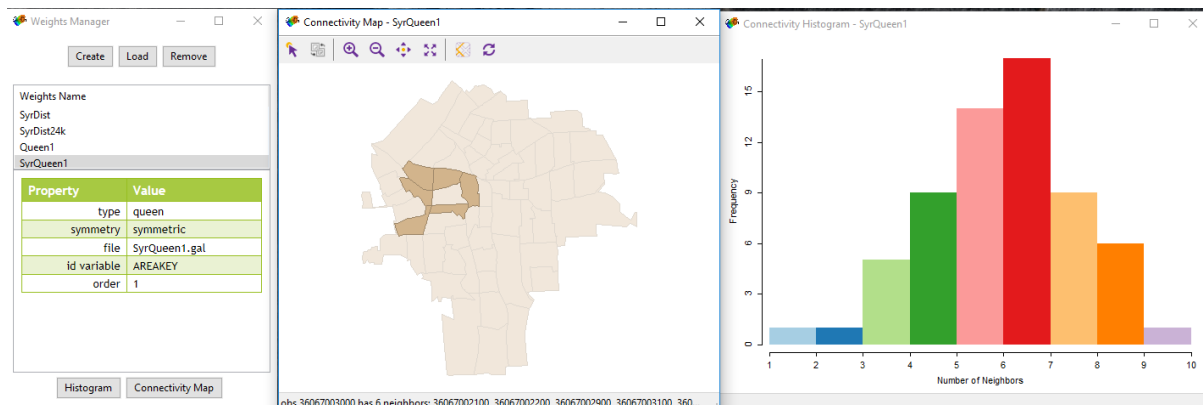 Weights Manager
Create Load Remove
Weights Name
SyrDist
SyrDist24k
Queen1
SyrQueen1
Property Value
type queen
symmetry symmetric
file SyrQueen1.gal
id variable AREAKEY
order 1
Histogram Connectivity Map
Connectivity Map - SyrQueen1
obs 36067003000 has 6 neighbors: 36067002100, 36067002200, 36067002900, 36067003100, 360...
Connectivity Histogram - SyrQueen1
Frequency
15
12
9
6
3
0
1 2 3 4 5 6 7 8 9 10
Number of Neighbors